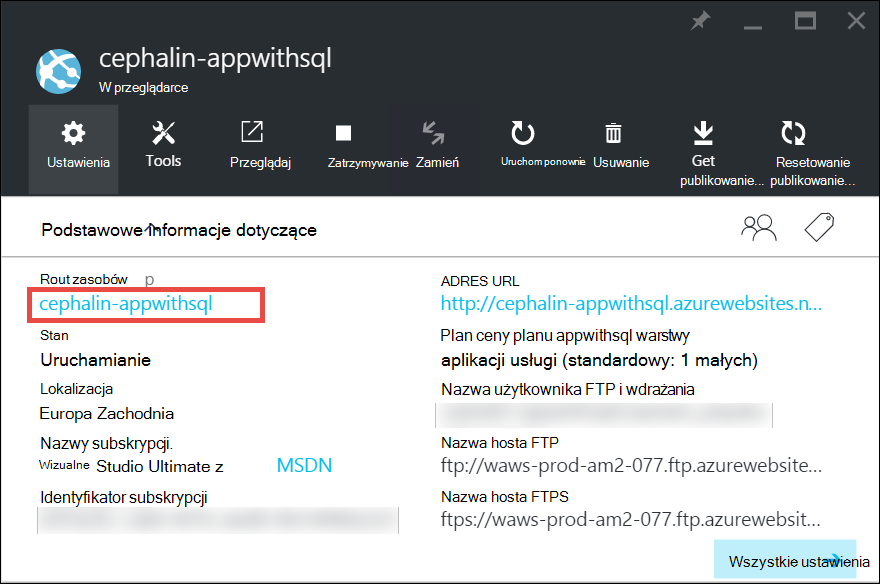 cephalin-appwithsql
W przeglądarce
Ustawienia
Tools
Przeglądaj
Zatrzymywanie
Zamień
Uruchom ponownie
Usuwanie
Get publikowanie...
Resetowanie publikowanie...
Podstawowe informacje dotyczące
Rout zasobów p
cephalin-appwithsql
Stan
Uruchamianie
Lokalizacja
Europa Zachodnia
Nazwy subskrypcji.
Wizualne Studio Ultimate z MSDN
Identyfikator subskrypcji
ADRES URL
http://cephalin-appwithsql.azurewebsites.n...
Plan ceny planu appwithsql warstwy
aplikacji usługi (standardowy: 1 małych)
Nazwa użytkownika FTP i wdrażania
Nazwa hosta FTP
ftp://waws-prod-am2-077.ftp.azurewebsite...
Nazwa hosta FTPS
ftps://waws-prod-am2-077.ftp.azurewebsit...
Wszystkie ustawienia